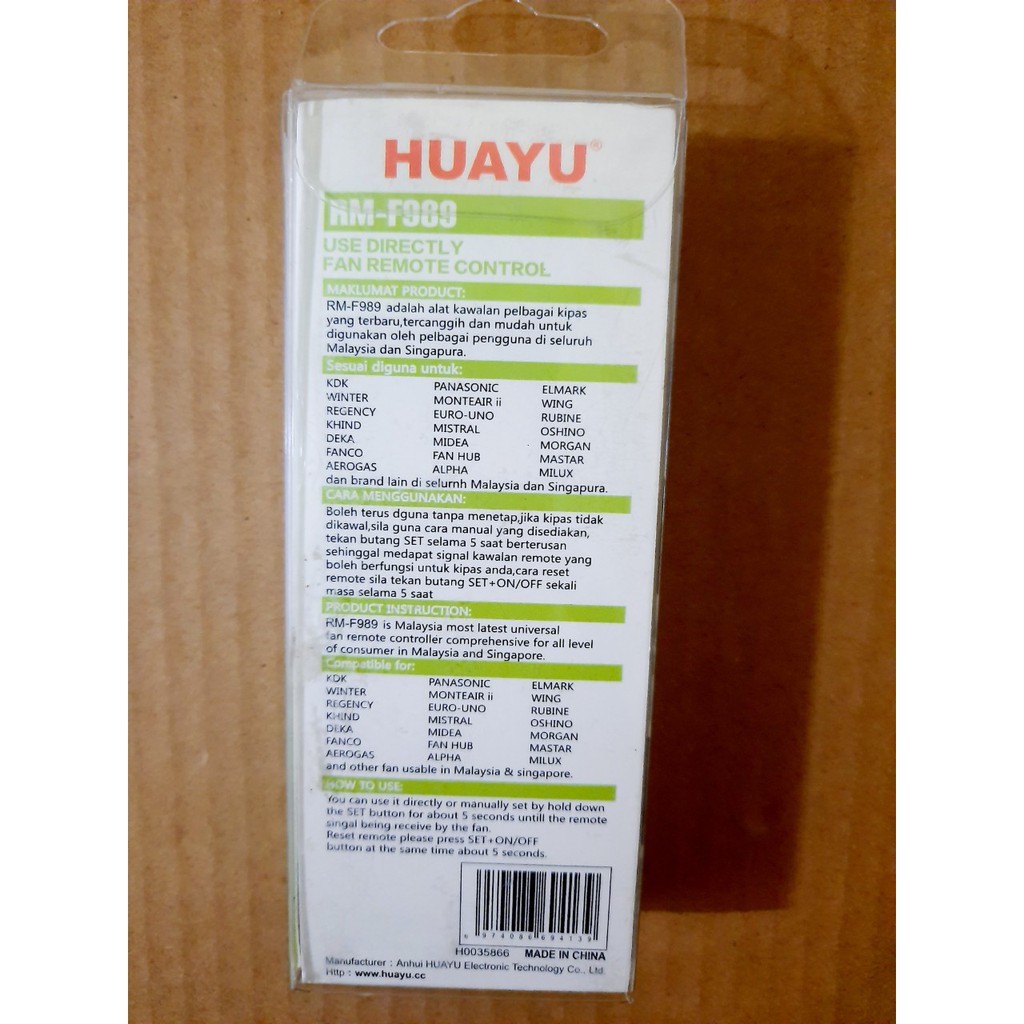 HUAYU®
RM-F989
USE DIRECTLY
FAN REMOTE CONTROL
MAKLUMAT PRODUCT:
RM-F989 adalah alat kawalan pelbagai kipas
yang terbaru,tercanggih dan mudah untuk
digunakan oleh pelbagai pengguna di seluruh
Malaysia dan Singapura.
Sesuai diguna untuk:
KDK PANASONIC ELMARK
WINTER MONTEAIR ii WING
REGENCY EURO-UNO RUBINE
KHIND MISTRAL OSHINO
DEKA MIDEA MORGAN
FANCO FAN HUB MASTAR
AEROGAS ALPHA MILUX
dan brand lain di selurnh Malaysia dan Singapura.
CARA MENGGUNAKAN:
Boleh terus dguna tanpa menetap,jika kipas tidak
dikawal,sila guna cara manual yang disediakan,
tekan butang SET selama 5 saat berterusan
sehinggal medapat signal kawalan remote yang
boleh berfungsi untuk kipas anda,cara reset
remote sila tekan butang SET+ON/OFF sekali
masa selama 5 saat
PRODUCT INSTRUCTION:
RM-F989 is Malaysia most latest universal
fan remote controller comprehensive for all level
of consumer in Malaysia and Singapore.
Compatible for:
KDK PANASONIC ELMARK
WINTER MONTEAIR ii WING
REGENCY EURO-UNO RUBINE
KHIND MISTRAL OSHINO
DEKA MIDEA MORGAN
FANCO FAN HUB MASTAR
AEROGAS ALPHA MILUX
and other fan usable in Malaysia & singapore.
HOW TO USE:
You can use it directly or manually set by hold down
the SET button for about 5 seconds untill the remote
singal being receive by the fan.
Reset remote please press SET+ON/OFF
button at the same time about 5 seconds.
6 974086 694139
H0035866 MADE IN CHINA
Manufacturer : Anhui HUAYU Electronic Technology Co., Ltd.
Http : www.huayu.cc